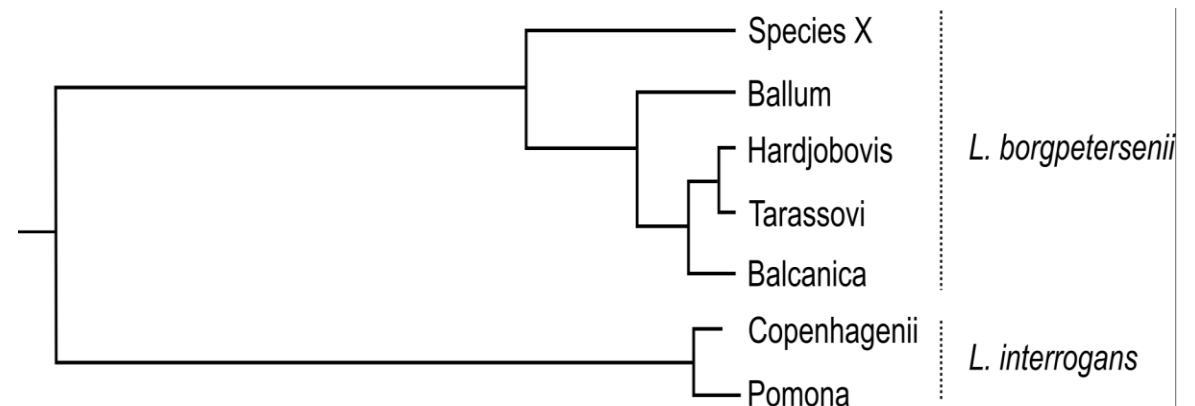 Species X
Ballum
Hardjobovis
Tarassovi
Balcanica
L. borgpetersenii
Copenhagenii
Pomona
L. interrogans